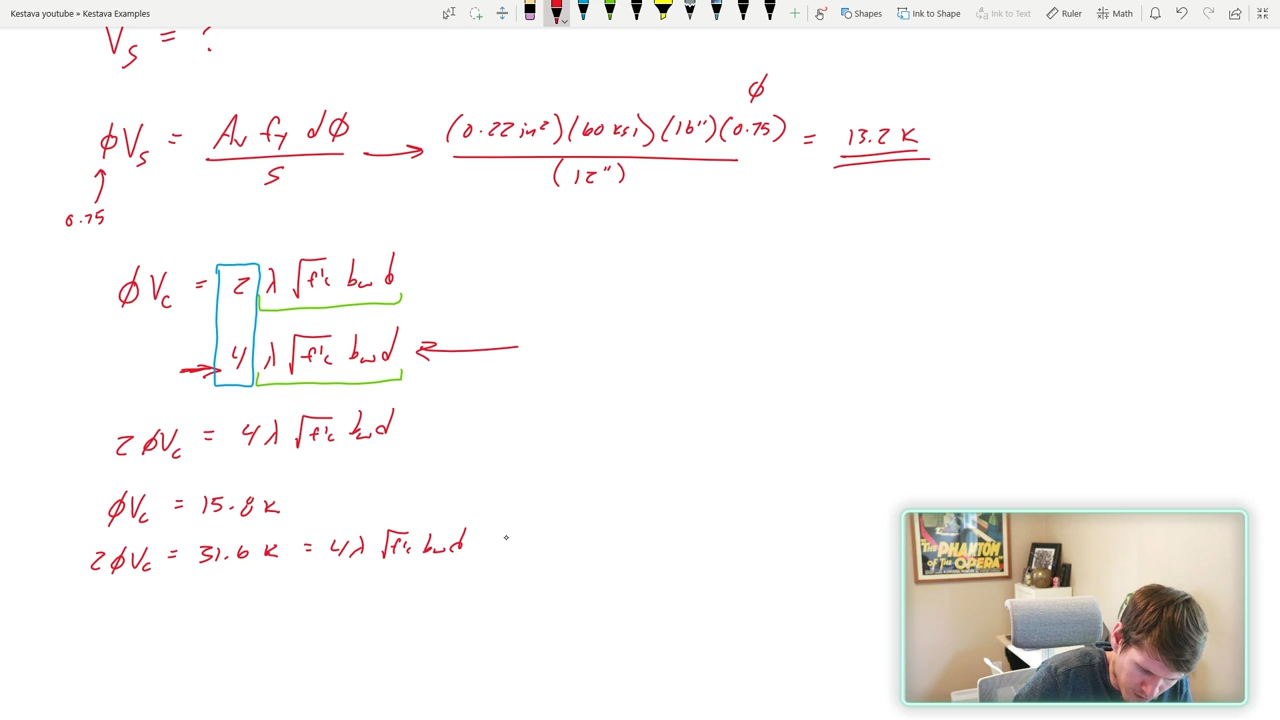 Kestava youtube » Kestava Examples
Shapes Ink to Shape Ink to Text Ruler Math
Vs = ?
ϕ
ϕVs = Av fy dϕ / s → (0.22 in²)(60 ksi)(16")(0.75) / (12") = 13.2 K
0.75
ϕVc = 2 λ √f'c bw d
4 λ √f'c bw d
2ϕVc = 4λ √f'c bw d
ϕVc = 15.8 K
2ϕVc = 31.6 K = 4λ √f'c bw d
"THE PHANTOM
OF THE OPERA"